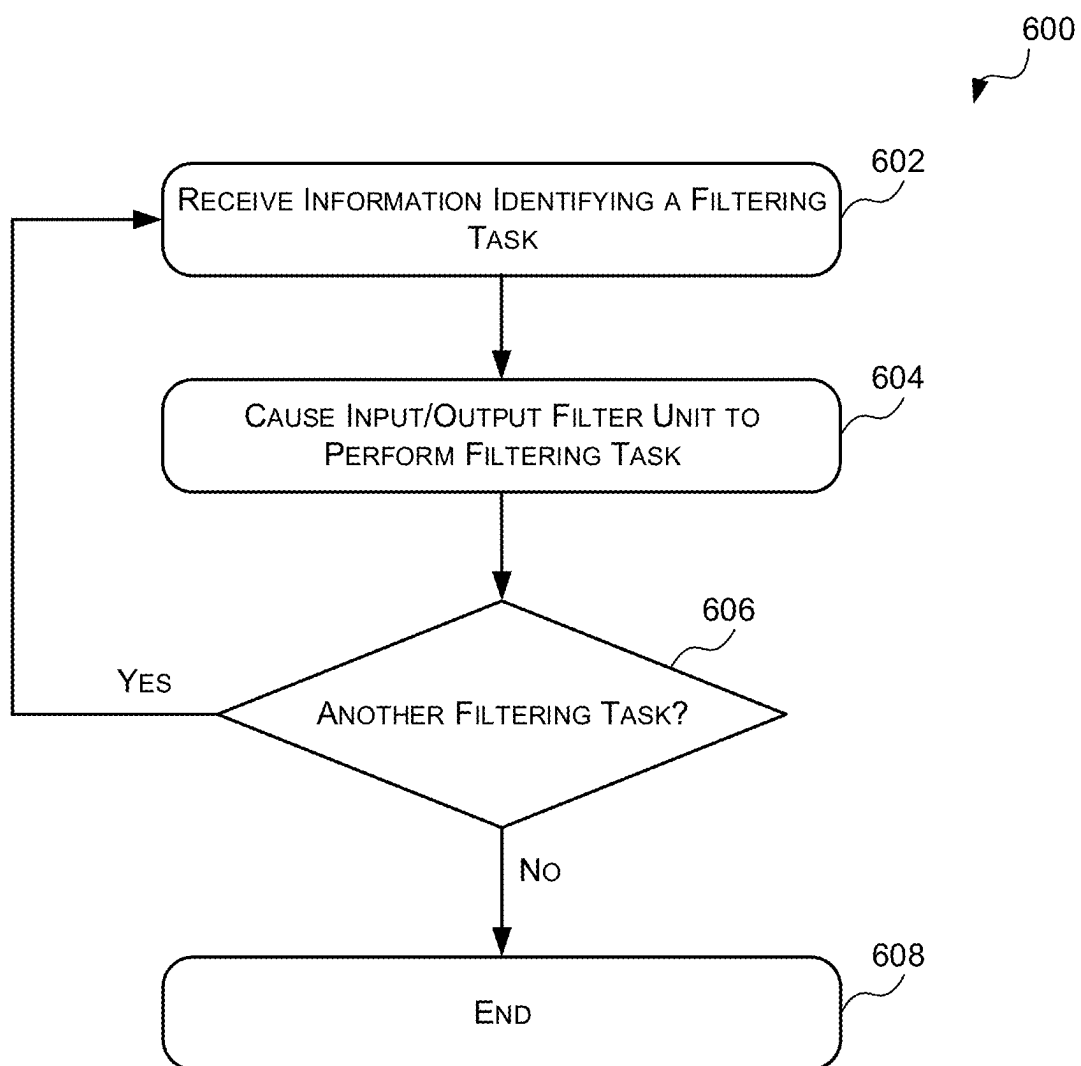 600
602
RECEIVE INFORMATION IDENTIFYING A FILTERING
TASK
604
CAUSE INPUT/OUTPUT FILTER UNIT TO
PERFORM FILTERING TASK
606
YES
ANOTHER FILTERING TASK?
NO
608
END